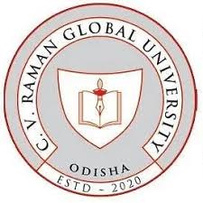 C. V. RAMAN GLOBAL UNIVERSITY
ODISHA
ESTD - 2020